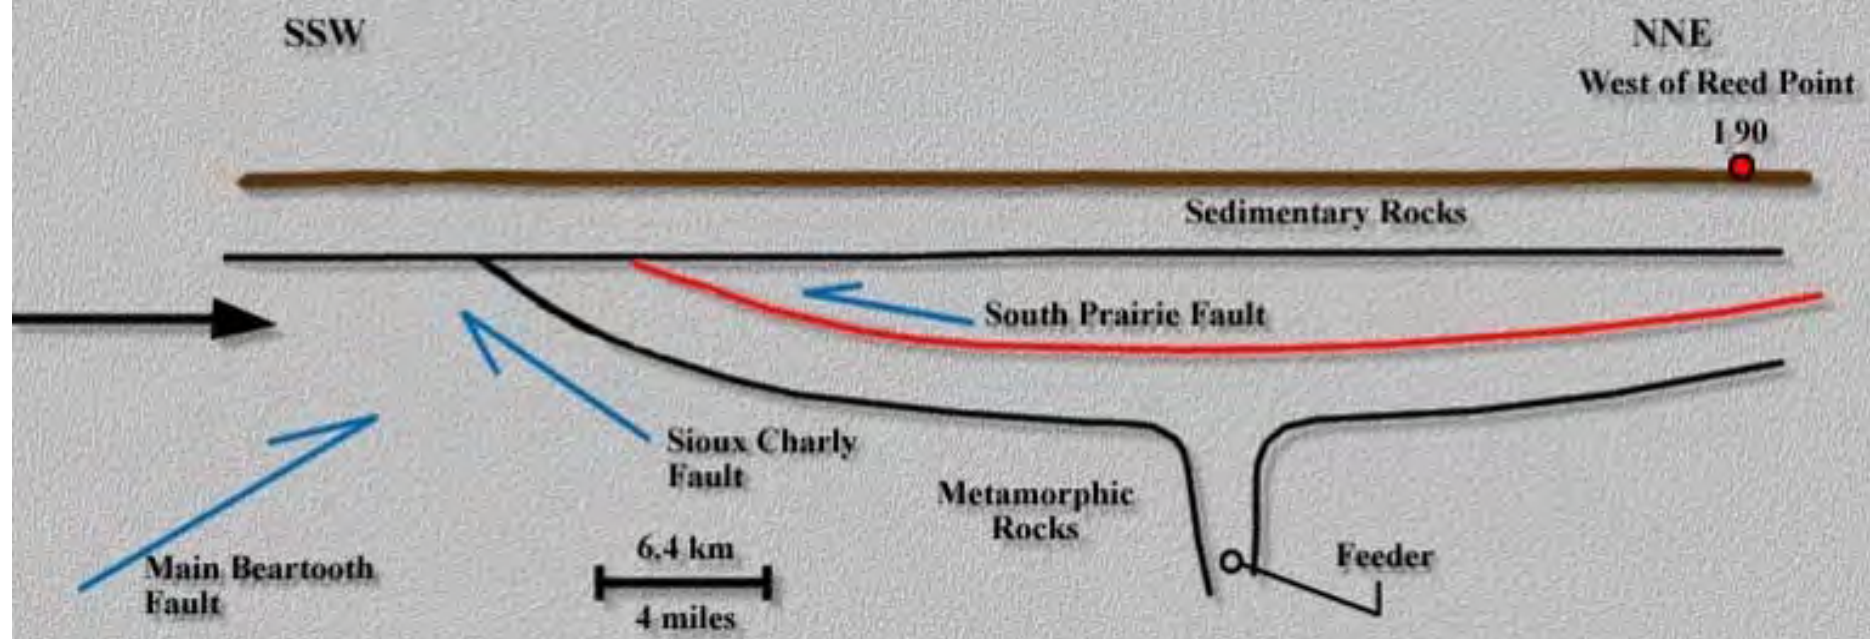 SSW
NNE
West of Reed Point
I 90
Sedimentary Rocks
South Prairie Fault
Sioux Charly
Fault
Metamorphic
Rocks
6.4 km
4 miles
Feeder
Main Beartooth
Fault